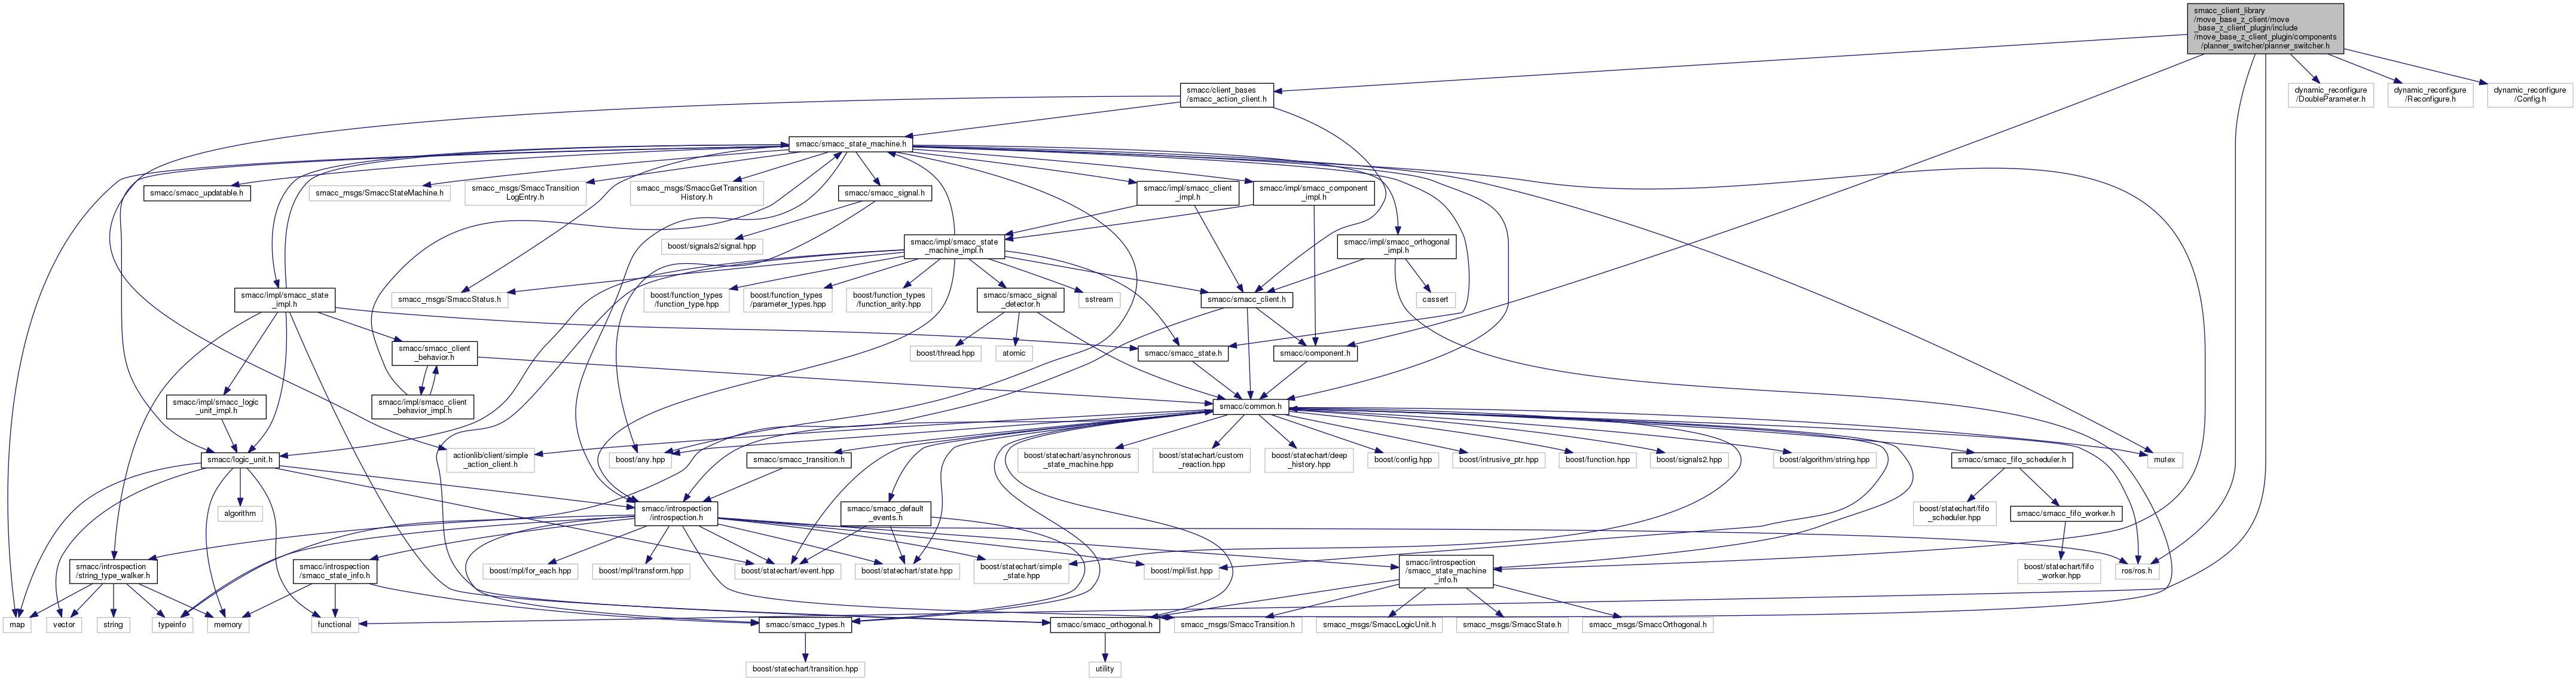 smacc_client_library
/move_base_z_client/move
_base_z_client_plugin/include
/move_base_z_client_plugin/components
/planner_switcher/planner_switcher.h
smacc/client_bases
/smacc_action_client.h
dynamic_reconfigure
/DoubleParameter.h
dynamic_reconfigure
/Reconfigure.h
dynamic_reconfigure
/Config.h
smacc/smacc_state_machine.h
smacc/smacc_updatable.h
smacc_msgs/SmaccStateMachine.h
smacc_msgs/SmaccTransition
LogEntry.h
smacc_msgs/SmaccGetTransition
History.h
smacc/smacc_signal.h
smacc/impl/smacc_client
_impl.h
smacc/impl/smacc_component
_impl.h
boost/signals2/signal.hpp
smacc/impl/smacc_state
_machine_impl.h
smacc/impl/smacc_orthogonal
_impl.h
smacc/impl/smacc_state
_impl.h
smacc_msgs/SmaccStatus.h
boost/function_types
/function_type.hpp
boost/function_types
/parameter_types.hpp
boost/function_types
/function_arity.hpp
smacc/smacc_signal
_detector.h
sstream
smacc/smacc_client.h
cassert
smacc/smacc_client
_behavior.h
boost/thread.hpp
atomic
smacc/smacc_state.h
smacc/component.h
smacc/impl/smacc_logic
_unit_impl.h
smacc/impl/smacc_client
_behavior_impl.h
smacc/common.h
smacc/logic_unit.h
actionlib/client/simple
_action_client.h
boost/any.hpp
smacc/smacc_transition.h
boost/statechart/asynchronous
_state_machine.hpp
boost/statechart/custom
_reaction.hpp
boost/statechart/deep
_history.hpp
boost/config.hpp
boost/intrusive_ptr.hpp
boost/function.hpp
boost/signals2.hpp
boost/algorithm/string.hpp
smacc/smacc_fifo_scheduler.h
mutex
algorithm
smacc/introspection
/introspection.h
smacc/smacc_default
_events.h
boost/statechart/fifo
_scheduler.hpp
smacc/smacc_fifo_worker.h
smacc/introspection
/string_type_walker.h
smacc/introspection
/smacc_state_info.h
boost/mpl/for_each.hpp
boost/mpl/transform.hpp
boost/statechart/event.hpp
boost/statechart/state.hpp
boost/statechart/simple
_state.hpp
boost/mpl/list.hpp
smacc/introspection
/smacc_state_machine
_info.h
boost/statechart/fifo
_worker.hpp
ros/ros.h
map
vector
string
typeinfo
memory
functional
smacc/smacc_types.h
smacc/smacc_orthogonal.h
smacc_msgs/SmaccTransition.h
smacc_msgs/SmaccLogicUnit.h
smacc_msgs/SmaccState.h
smacc_msgs/SmaccOrthogonal.h
boost/statechart/transition.hpp
utility